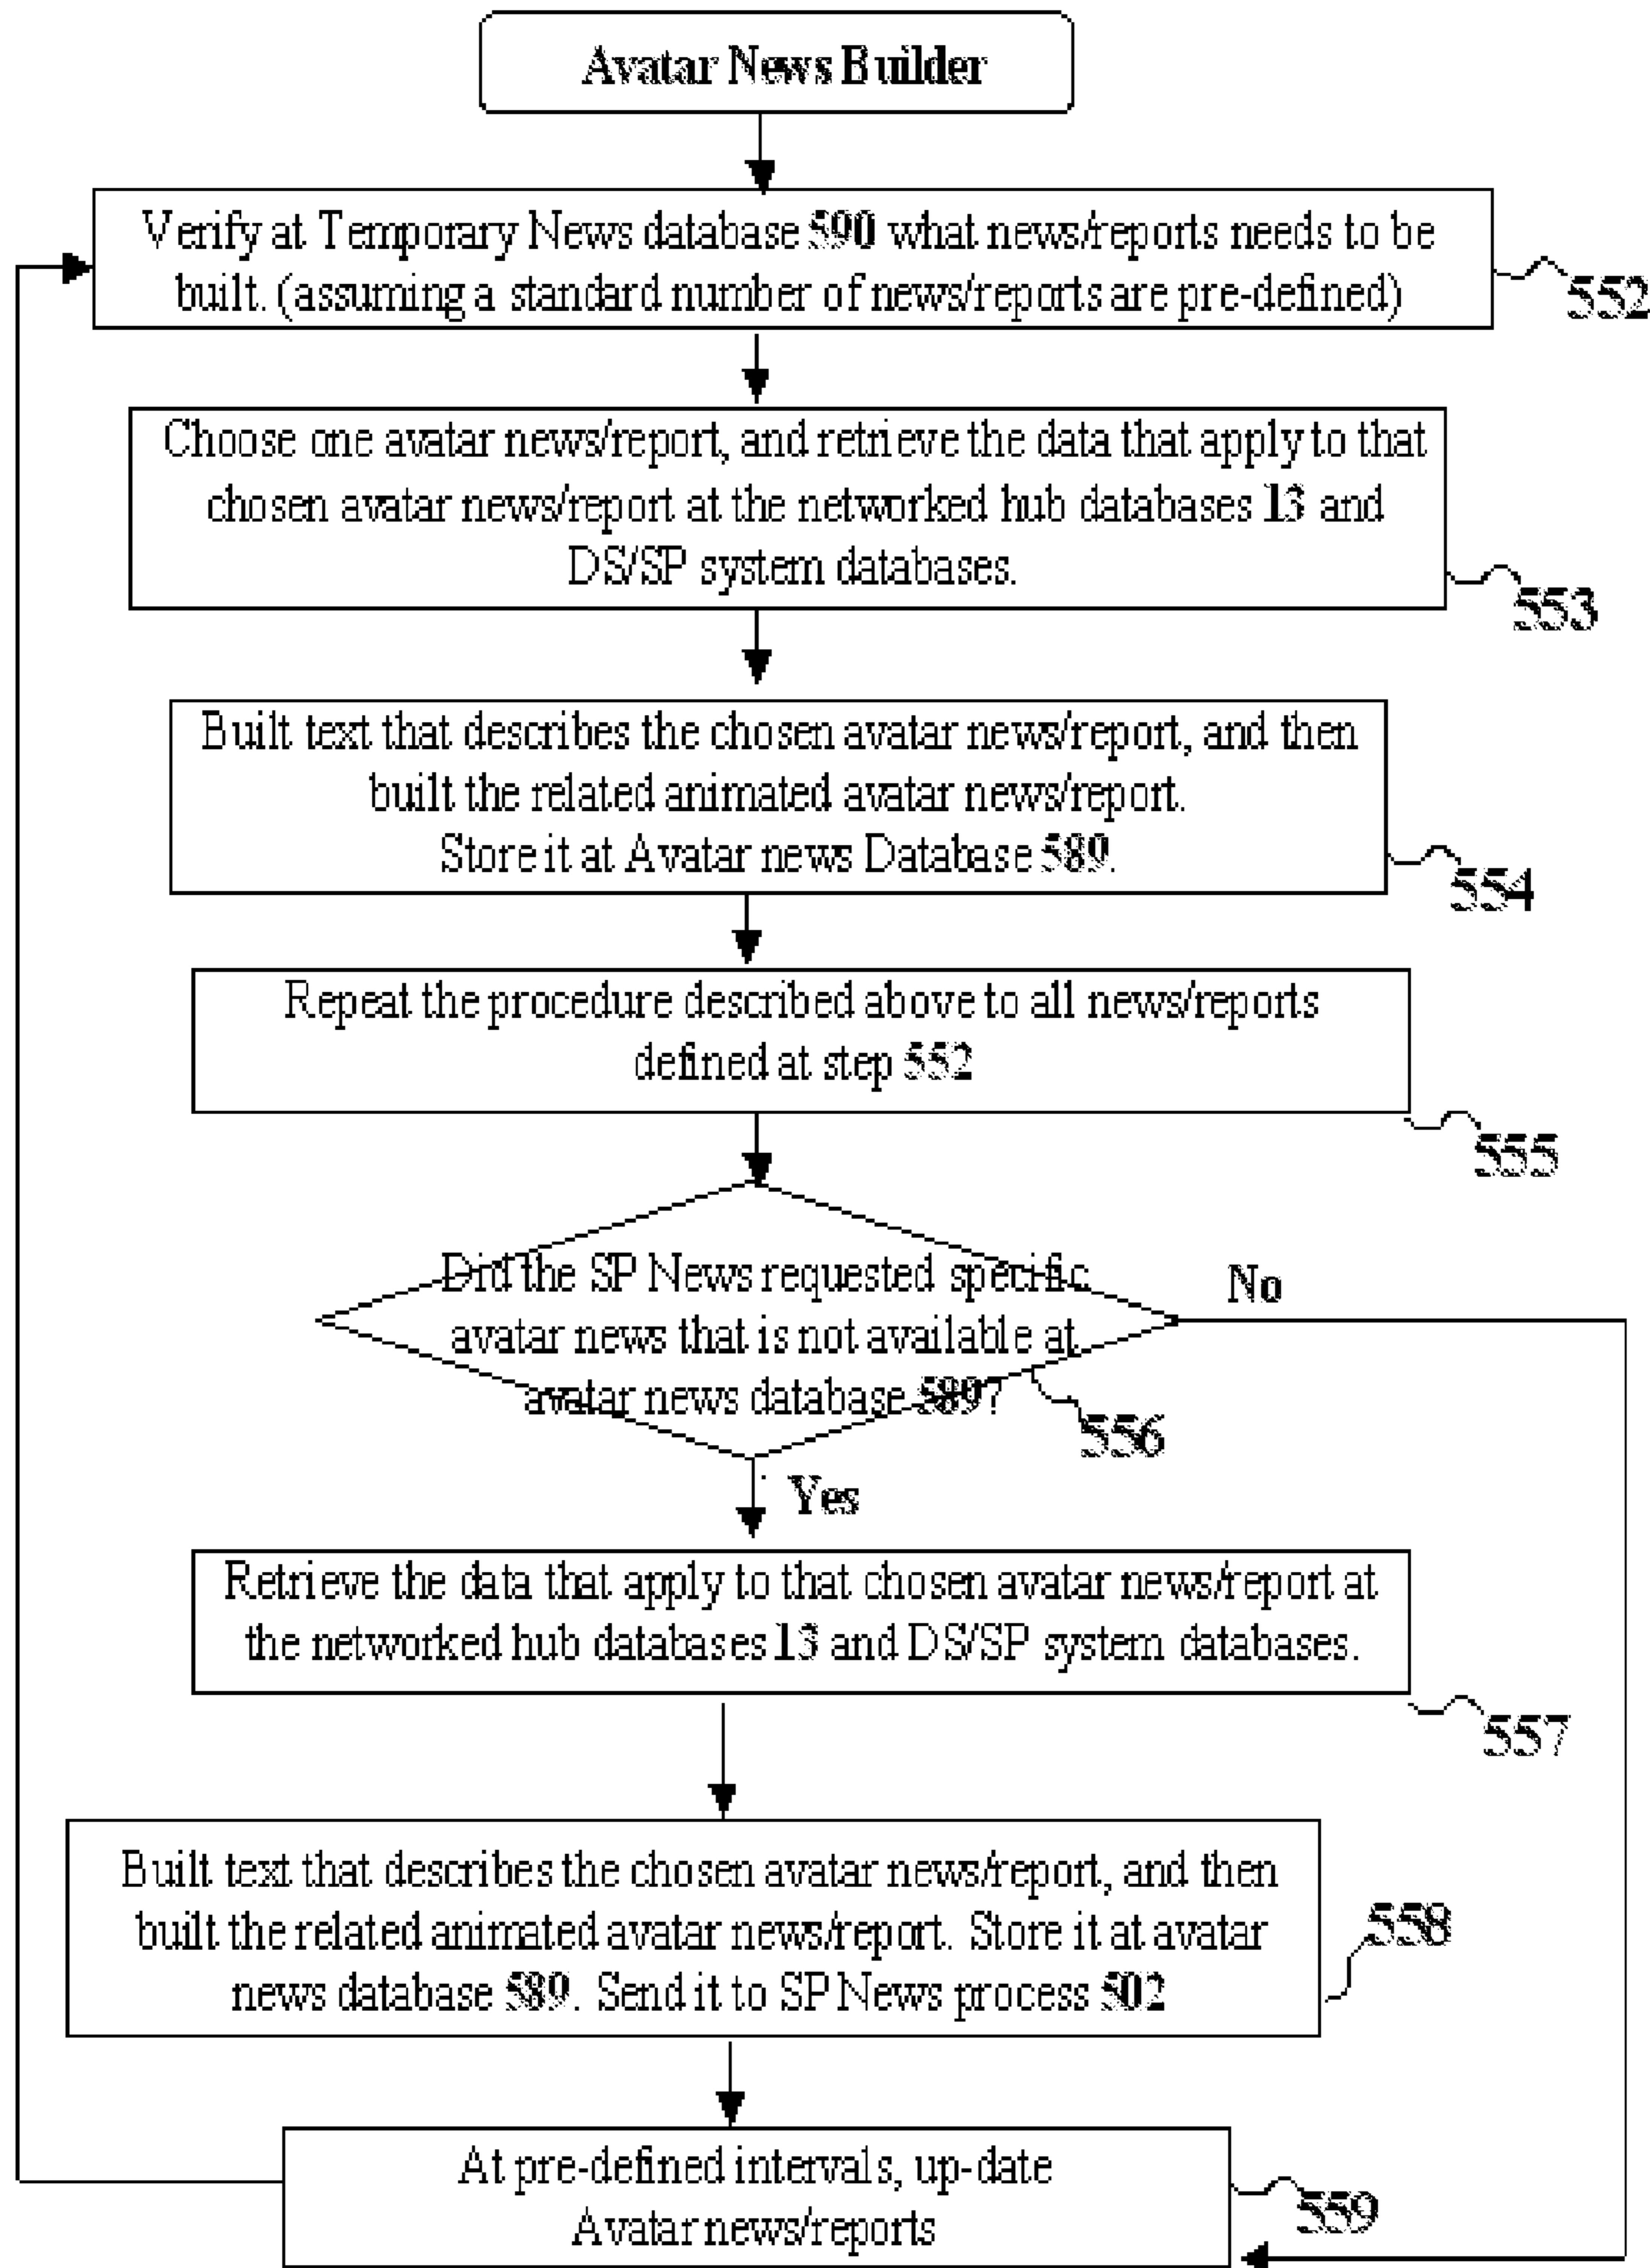 Avatar News Builder
Verify at Temporary News database 590 what news/reports needs to be
built. (assuming a standard number of news/reports are pre-defined)
552
Choose one avatar news/report, and retrieve the data that apply to that
chosen avatar news/report at the networked hub databases 13 and
DS/SP system databases.
553
Built text that describes the chosen avatar news/report, and then
built the related animated avatar news/report.
Store it at Avatar news Database 589.
554
Repeat the procedure described above to all news/reports
defined at step 552
555
Did the SP News requested specific
avatar news that is not available at
avatar news database 589?
No
556
Yes
Retrieve the data that apply to that chosen avatar news/report at
the networked hub databases 13 and DS/SP system databases.
557
Built text that describes the chosen avatar news/report, and then
built the related animated avatar news/report. Store it at avatar
news database 589. Send it to SP News process 502
558
At pre-defined intervals, up-date
Avatar news/reports
559